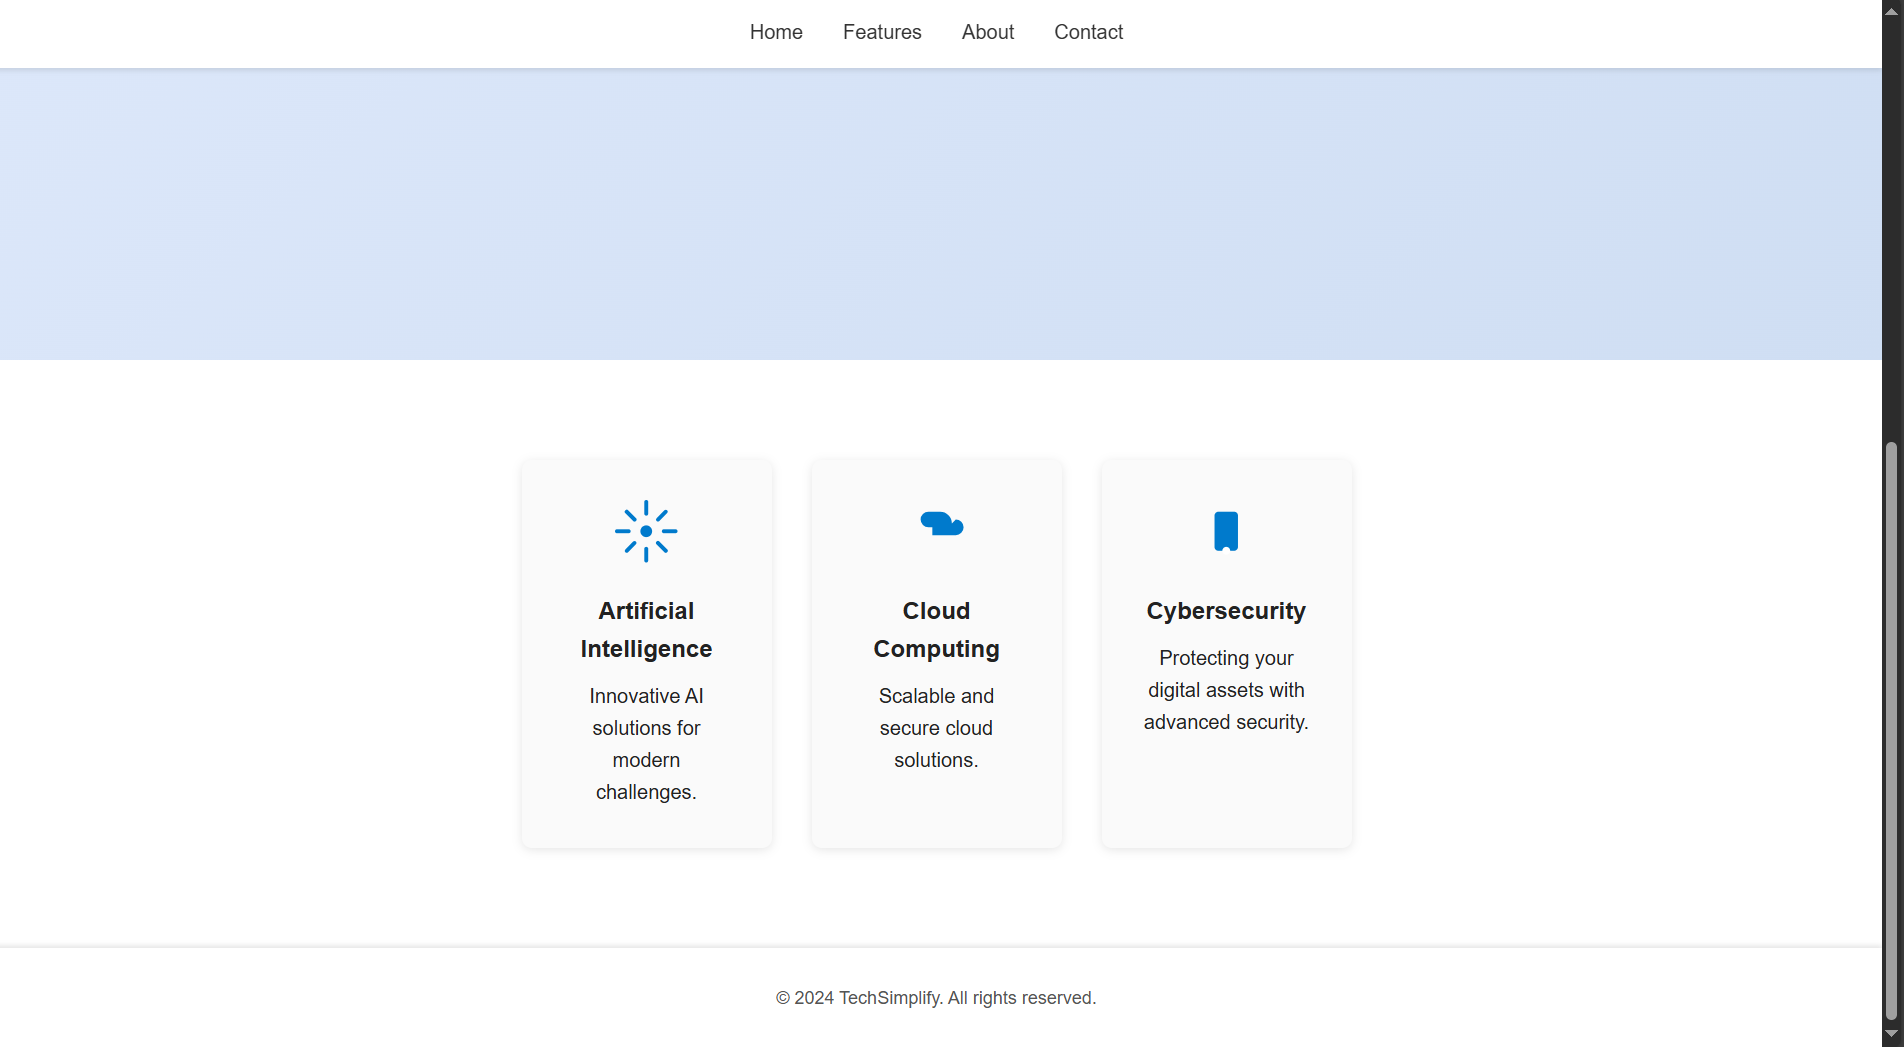 Home Features About Contact
Artificial
Intelligence
Innovative AI
solutions for
modern
challenges.
Cloud
Computing
Scalable and
secure cloud
solutions.
Cybersecurity
Protecting your
digital assets with
advanced security.
© 2024 TechSimplify. All rights reserved.